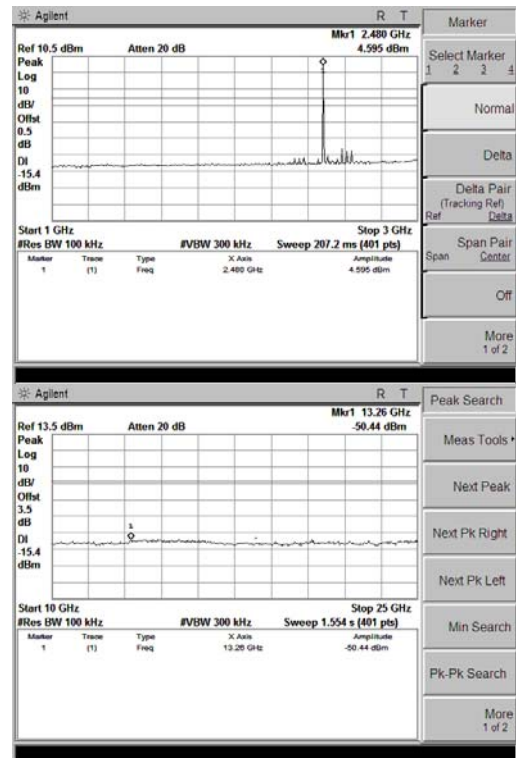 Agilent R T
Marker
Mkr1 2.480 GHz
Ref 10.5 dBm Atten 20 dB 4.595 dBm
Peak
Log
10
dB/
Offst
0.5
dB
DI
-15.4
dBm
1
Start 1 GHz Stop 3 GHz
#Res BW 100 kHz #VBW 300 kHz Sweep 207.2 ms (401 pts)
Marker Trace Type X Axis Amplitude
1 (1) Freq 2.480 GHz 4.595 dBm
Select Marker
1 2 3 4
Normal
Delta
Delta Pair
(Tracking Ref)
Ref Delta
Span Pair
Span Center
Off
More
1 of 2
Agilent R T
Peak Search
Mkr1 13.26 GHz
Ref 13.5 dBm Atten 20 dB -50.44 dBm
Peak
Log
10
dB/
Offst
3.5
dB
DI
-15.4
dBm
1
Start 10 GHz Stop 25 GHz
#Res BW 100 kHz #VBW 300 kHz Sweep 1.554 s (401 pts)
Marker Trace Type X Axis Amplitude
1 (1) Freq 13.26 GHz -50.44 dBm
Meas Tools
Next Peak
Next Pk Right
Next Pk Left
Min Search
Pk-Pk Search
More
1 of 2